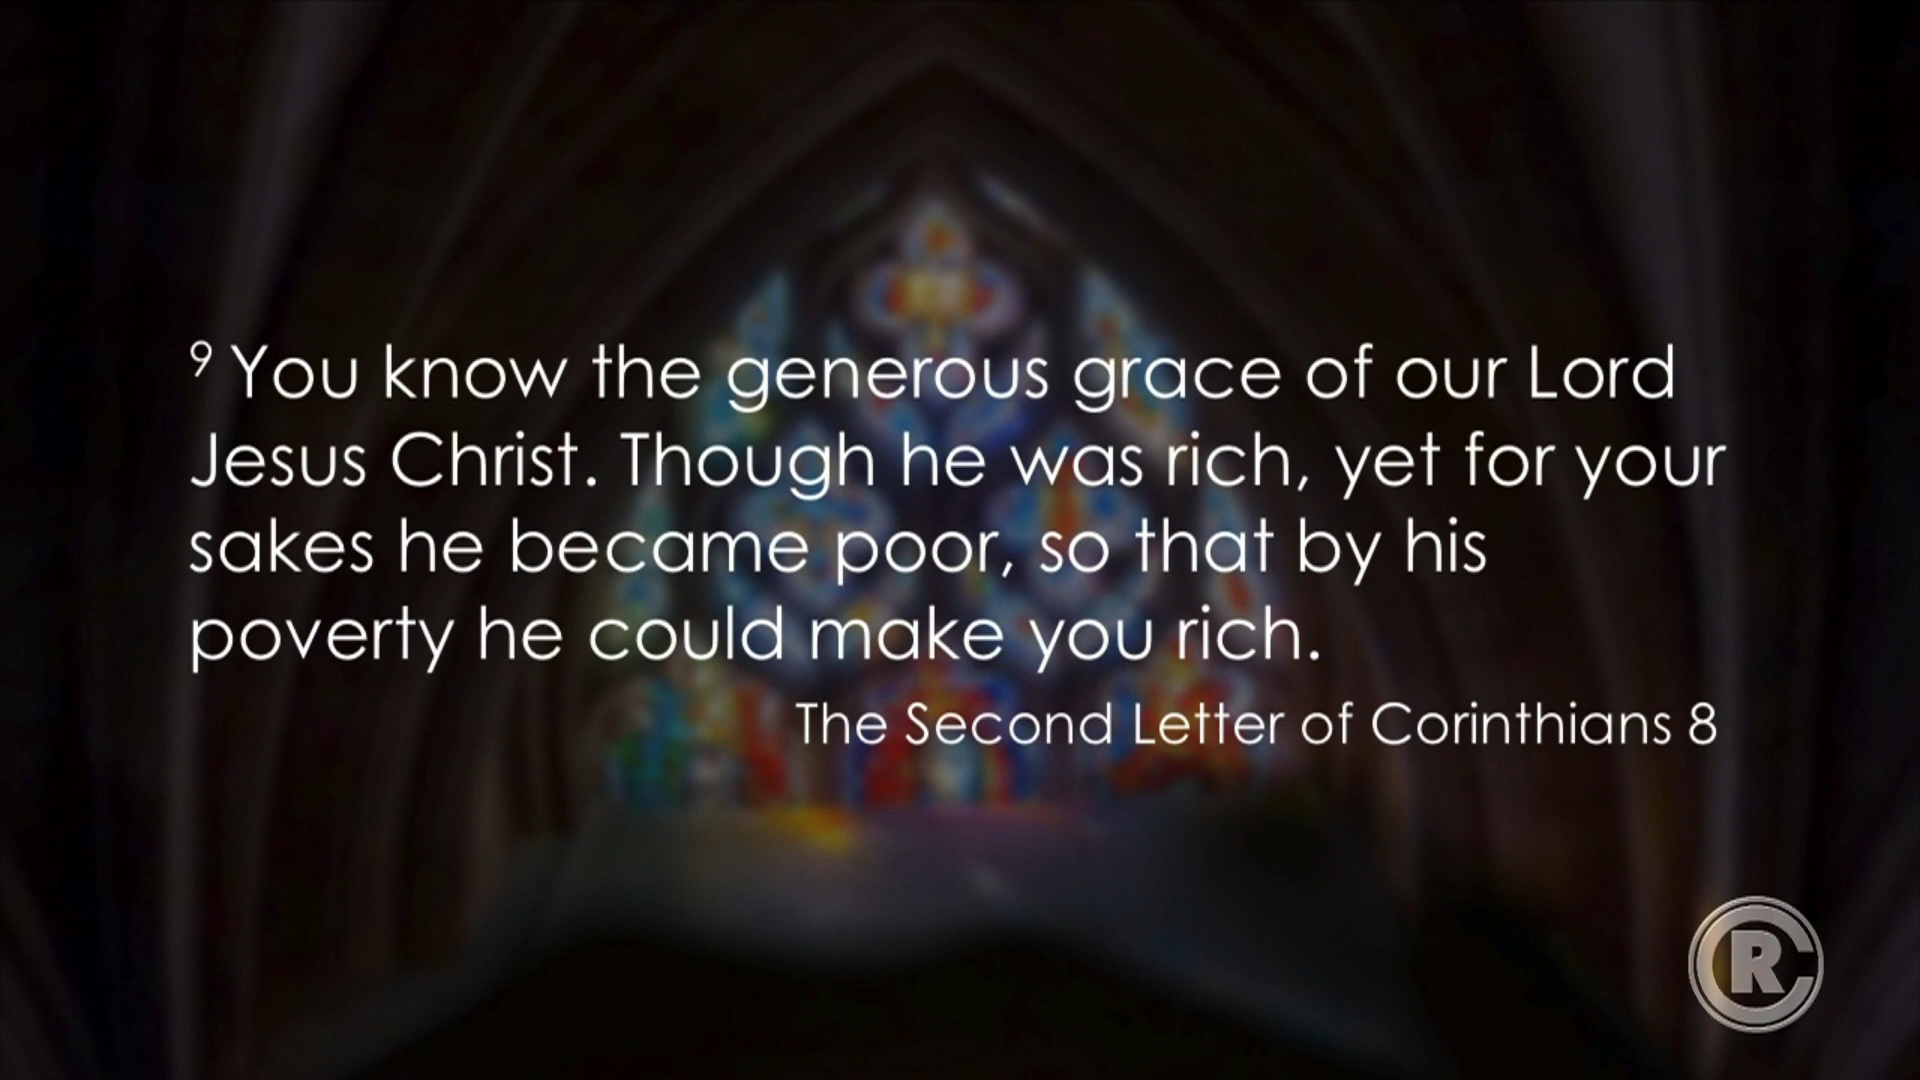 9 You know the generous grace of our Lord
Jesus Christ. Though he was rich, yet for your
sakes he became poor, so that by his
poverty he could make you rich.
The Second Letter of Corinthians 8
RC